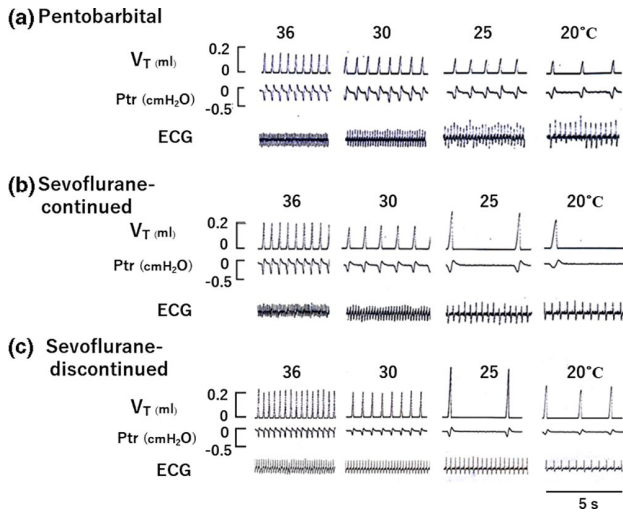 (a) Pentobarbital
36 30 25 20°C
VT (ml) 0.2
0
Ptr (cmH2O) 0
-0.5
ECG
(b) Sevoflurane-
continued
36 30 25 20°C
VT (ml) 0.2
0
Ptr (cmH2O) 0
-0.5
ECG
(c) Sevoflurane-
discontinued
36 30 25 20°C
VT (ml) 0.2
0
Ptr (cmH2O) 0
-0.5
ECG
5 s